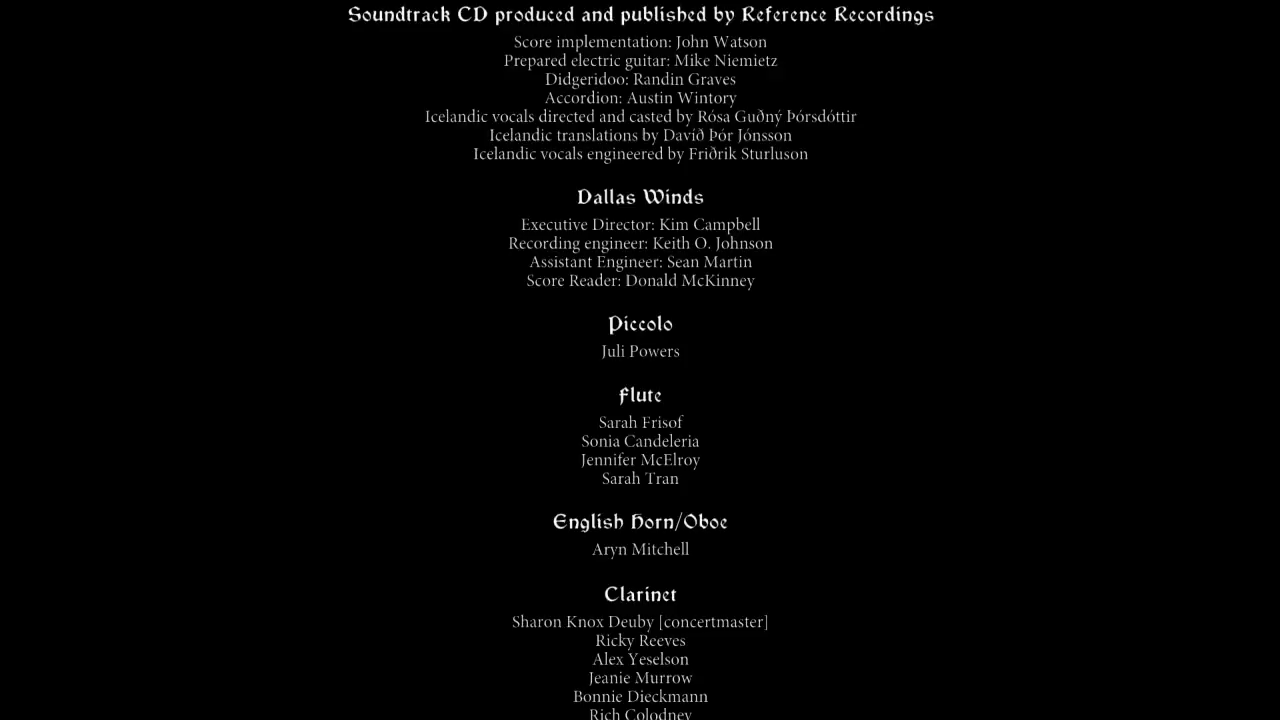 Soundtrack CD produced and published by Reference Recordings
Score implementation: John Watson
Prepared electric guitar: Mike Niemietz
Didgeridoo: Randin Graves
Accordion: Austin Wintory
Icelandic vocals directed and casted by Rósa Guðný Þórsdóttir
Icelandic translations by Davíð Þór Jónsson
Icelandic vocals engineered by Friðrik Sturluson
Dallas Winds
Executive Director: Kim Campbell
Recording engineer: Keith O. Johnson
Assistant Engineer: Sean Martin
Score Reader: Donald McKinney
Piccolo
Juli Powers
Flute
Sarah Frisof
Sonia Candeleria
Jennifer McElroy
Sarah Tran
English Horn/Oboe
Aryn Mitchell
Clarinet
Sharon Knox Deuby [concertmaster]
Ricky Reeves
Alex Yeselson
Jeanie Murrow
Bonnie Dieckmann
Rich Colodney